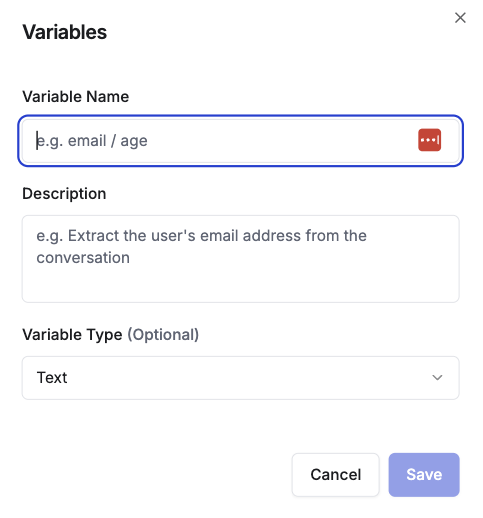 Variables
Variable Name
e.g. email / age
Description
e.g. Extract the user's email address from the
conversation
Variable Type (Optional)
Text
Cancel
Save